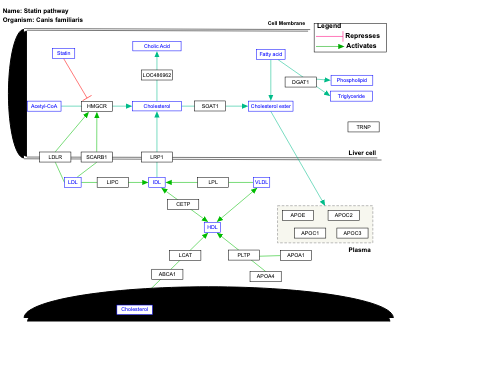 Name: Statin pathway
Organism: Canis familiaris
Cell Membrane
Legend
Represses
Activates
Statin
Cholic Acid
Fatty acid
LOC486962
DGAT1
Phospholipid
Triglyceride
Acetyl-CoA
HMGCR
Cholesterol
SOAT1
Cholesterol ester
TRNP
LDLR
SCARB1
LRP1
Liver cell
LDL
LIPC
IDL
LPL
VLDL
CETP
APOE
APOC2
HDL
APOC1
APOC3
Plasma
LCAT
PLTP
APOA1
ABCA1
APOA4
Cholesterol